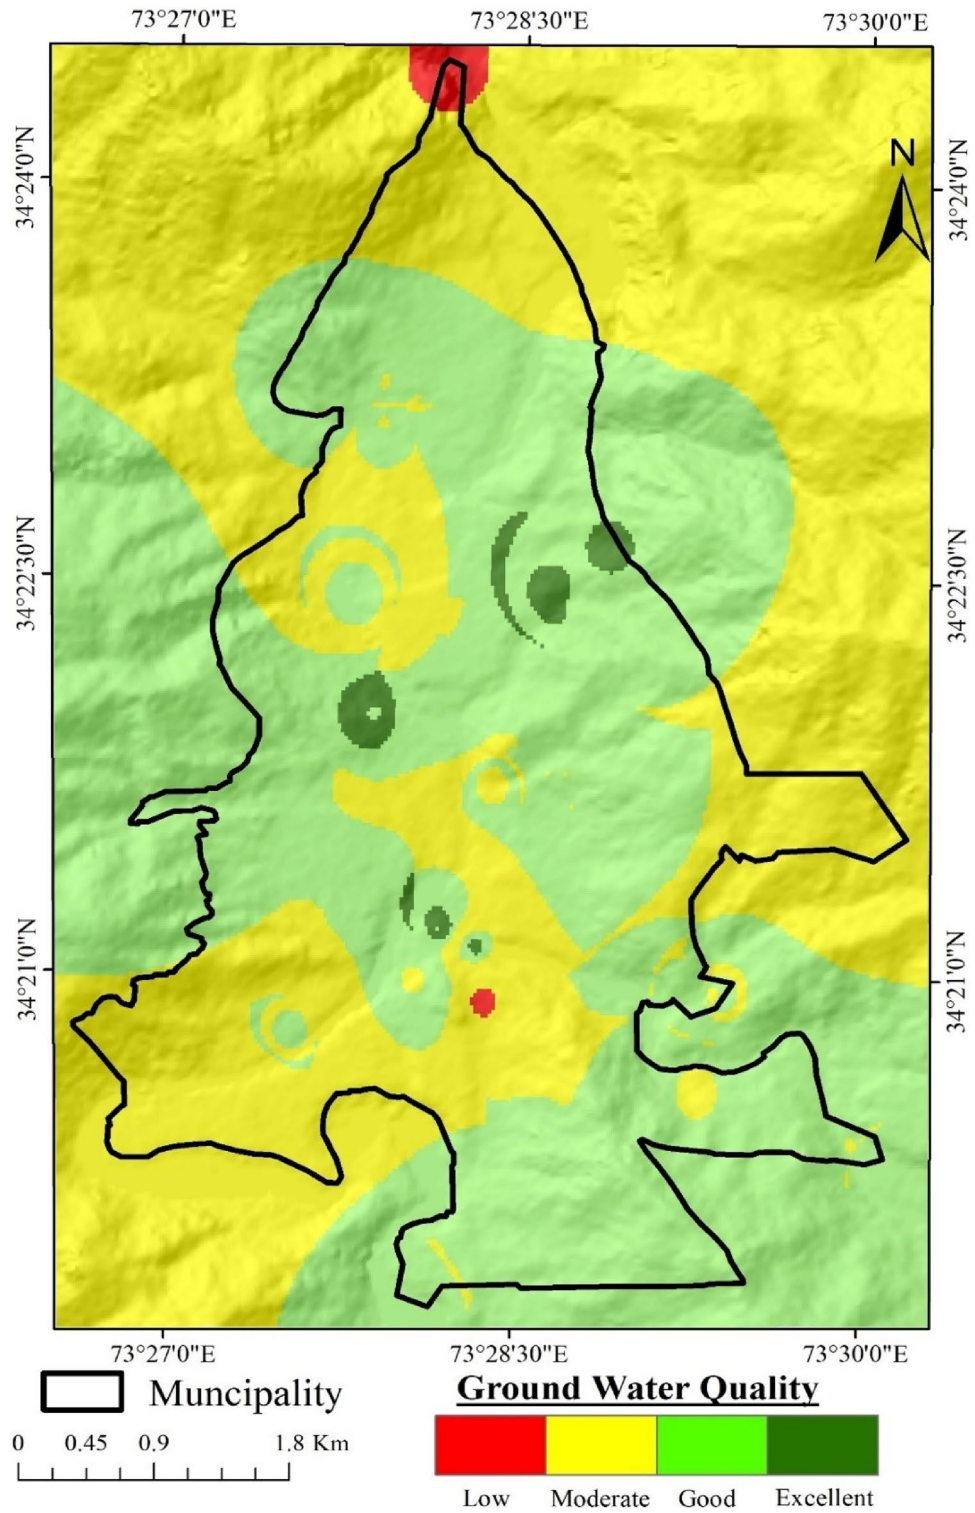 73°27'0"E 73°28'30"E 73°30'0"E
34°24'0"N 34°24'0"N
N
34°22'30"N 34°22'30"N
34°21'0"N 34°21'0"N
73°27'0"E 73°28'30"E 73°30'0"E
Muncipality
0 0.45 0.9 1.8 Km
Ground Water Quality
Low Moderate Good Excellent